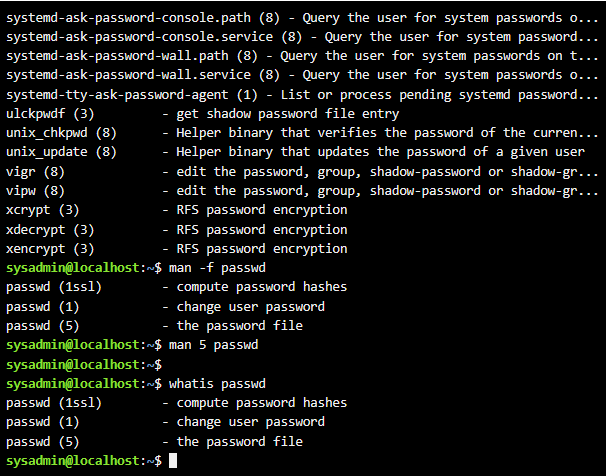 systemd-ask-password-console.path (8) - Query the user for system passwords o...
systemd-ask-password-console.service (8) - Query the user for system password...
systemd-ask-password-wall.path (8) - Query the user for system passwords on t...
systemd-ask-password-wall.service (8) - Query the user for system passwords o...
systemd-tty-ask-password-agent (1) - List or process pending systemd password...
ulckpwdf (3)         - get shadow password file entry
unix_chkpwd (8)      - Helper binary that verifies the password of the curren...
unix_update (8)      - Helper binary that updates the password of a given user
vigr (8)             - edit the password, group, shadow-password or shadow-gr...
vipw (8)             - edit the password, group, shadow-password or shadow-gr...
xcrypt (3)           - RFS password encryption
xdecrypt (3)         - RFS password encryption
xencrypt (3)         - RFS password encryption
sysadmin@localhost:~$ man -f passwd
passwd (1ssl)        - compute password hashes
passwd (1)           - change user password
passwd (5)           - the password file
sysadmin@localhost:~$ man 5 passwd
sysadmin@localhost:~$
sysadmin@localhost:~$ whatis passwd
passwd (1ssl)        - compute password hashes
passwd (1)           - change user password
passwd (5)           - the password file
sysadmin@localhost:~$